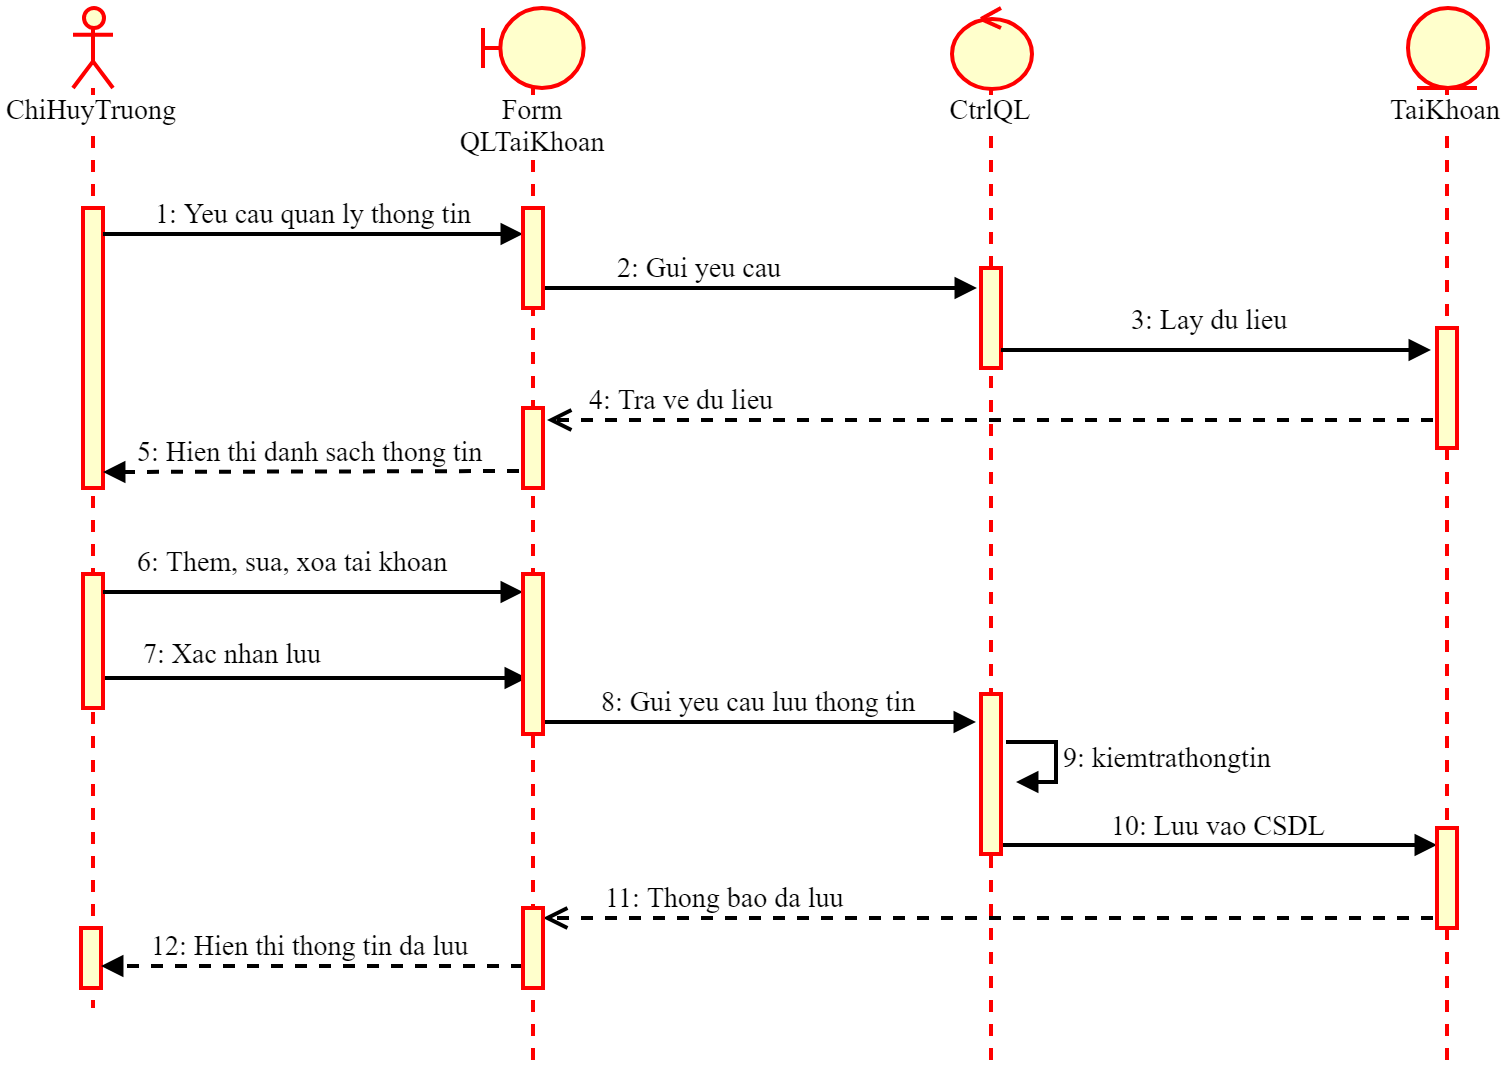 ChiHuyTruong
Form
QLTaiKhoan
CtrlQL
TaiKhoan
1: Yeu cau quan ly thong tin
2: Gui yeu cau
3: Lay du lieu
4: Tra ve du lieu
5: Hien thi danh sach thong tin
6: Them, sua, xoa tai khoan
7: Xac nhan luu
8: Gui yeu cau luu thong tin
9: kiemtrathongtin
10: Luu vao CSDL
11: Thong bao da luu
12: Hien thi thong tin da luu